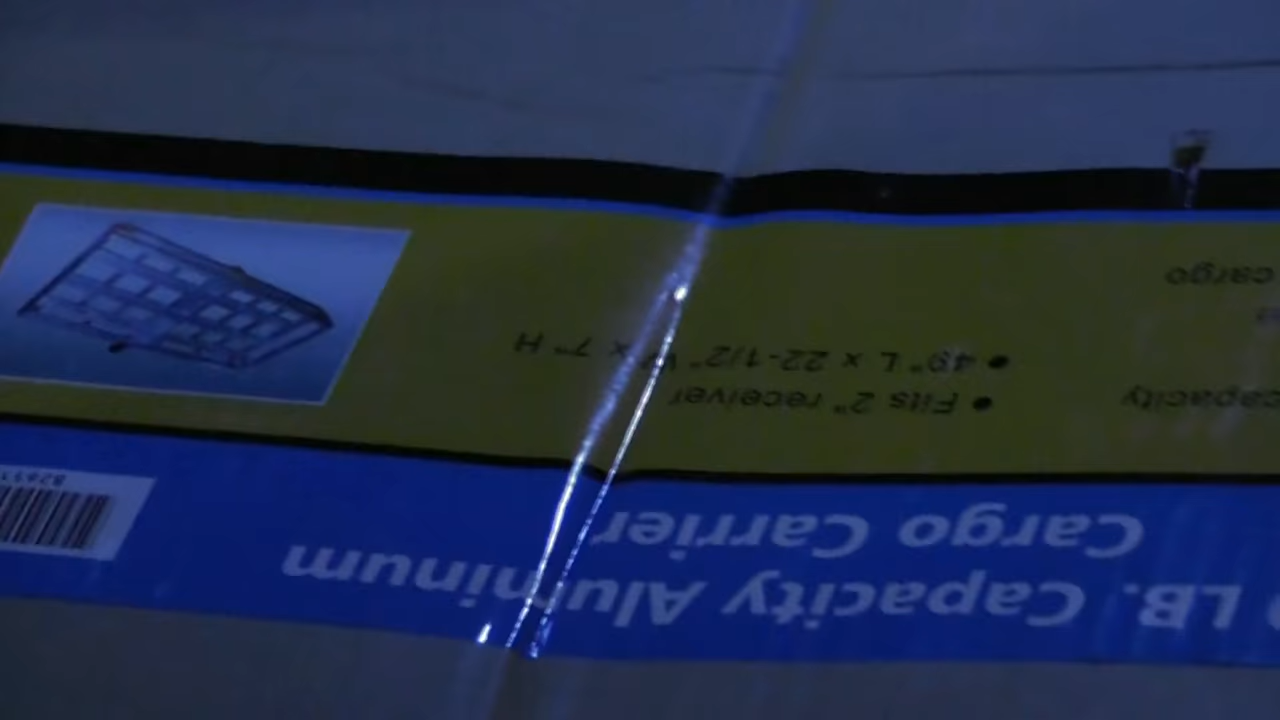 LB. Capacity Aluminum
Cargo Carrier
capacity
cargo
• Fits 2" receiver
• 49" L x 22-1/2" W x 7" H